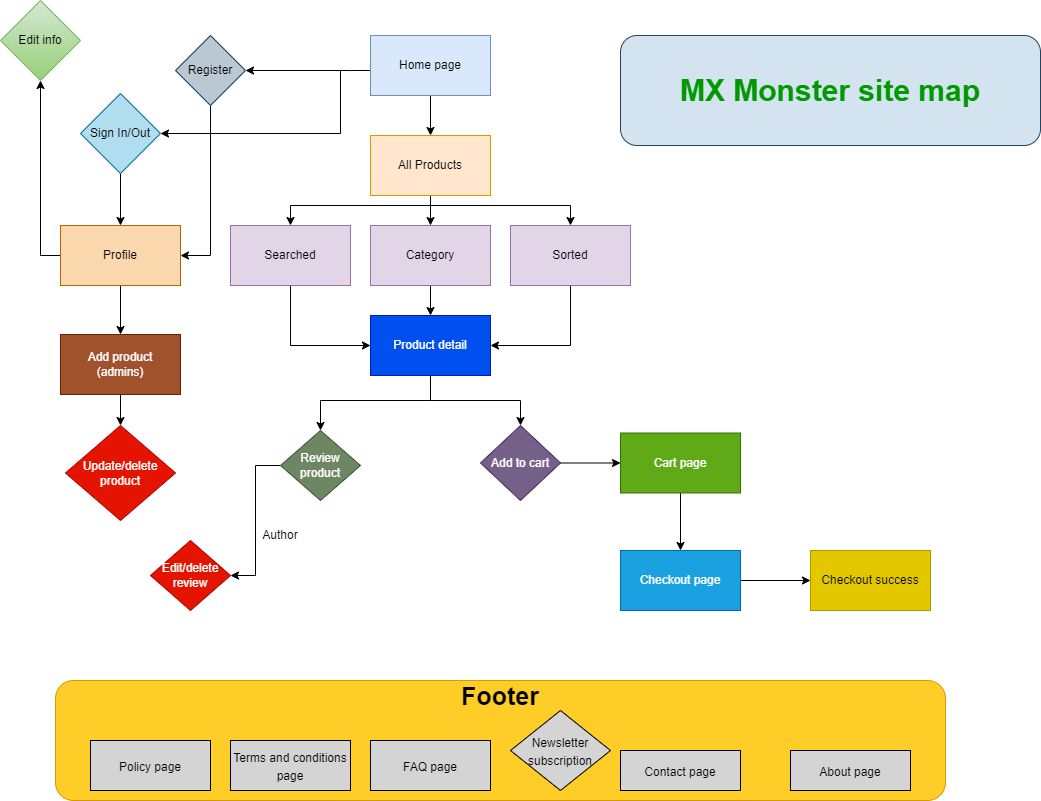 Edit info
Register
Home page
MX Monster site map
Sign In/Out
All Products
Profile
Searched
Category
Sorted
Product detail
Add product
(admins)
Review
product
Add to cart
Cart page
Update/delete
product
Author
Edit/delete
review
Checkout page
Checkout success
Footer
Policy page
Terms and conditions
page
FAQ page
Newsletter
subscription
Contact page
About page